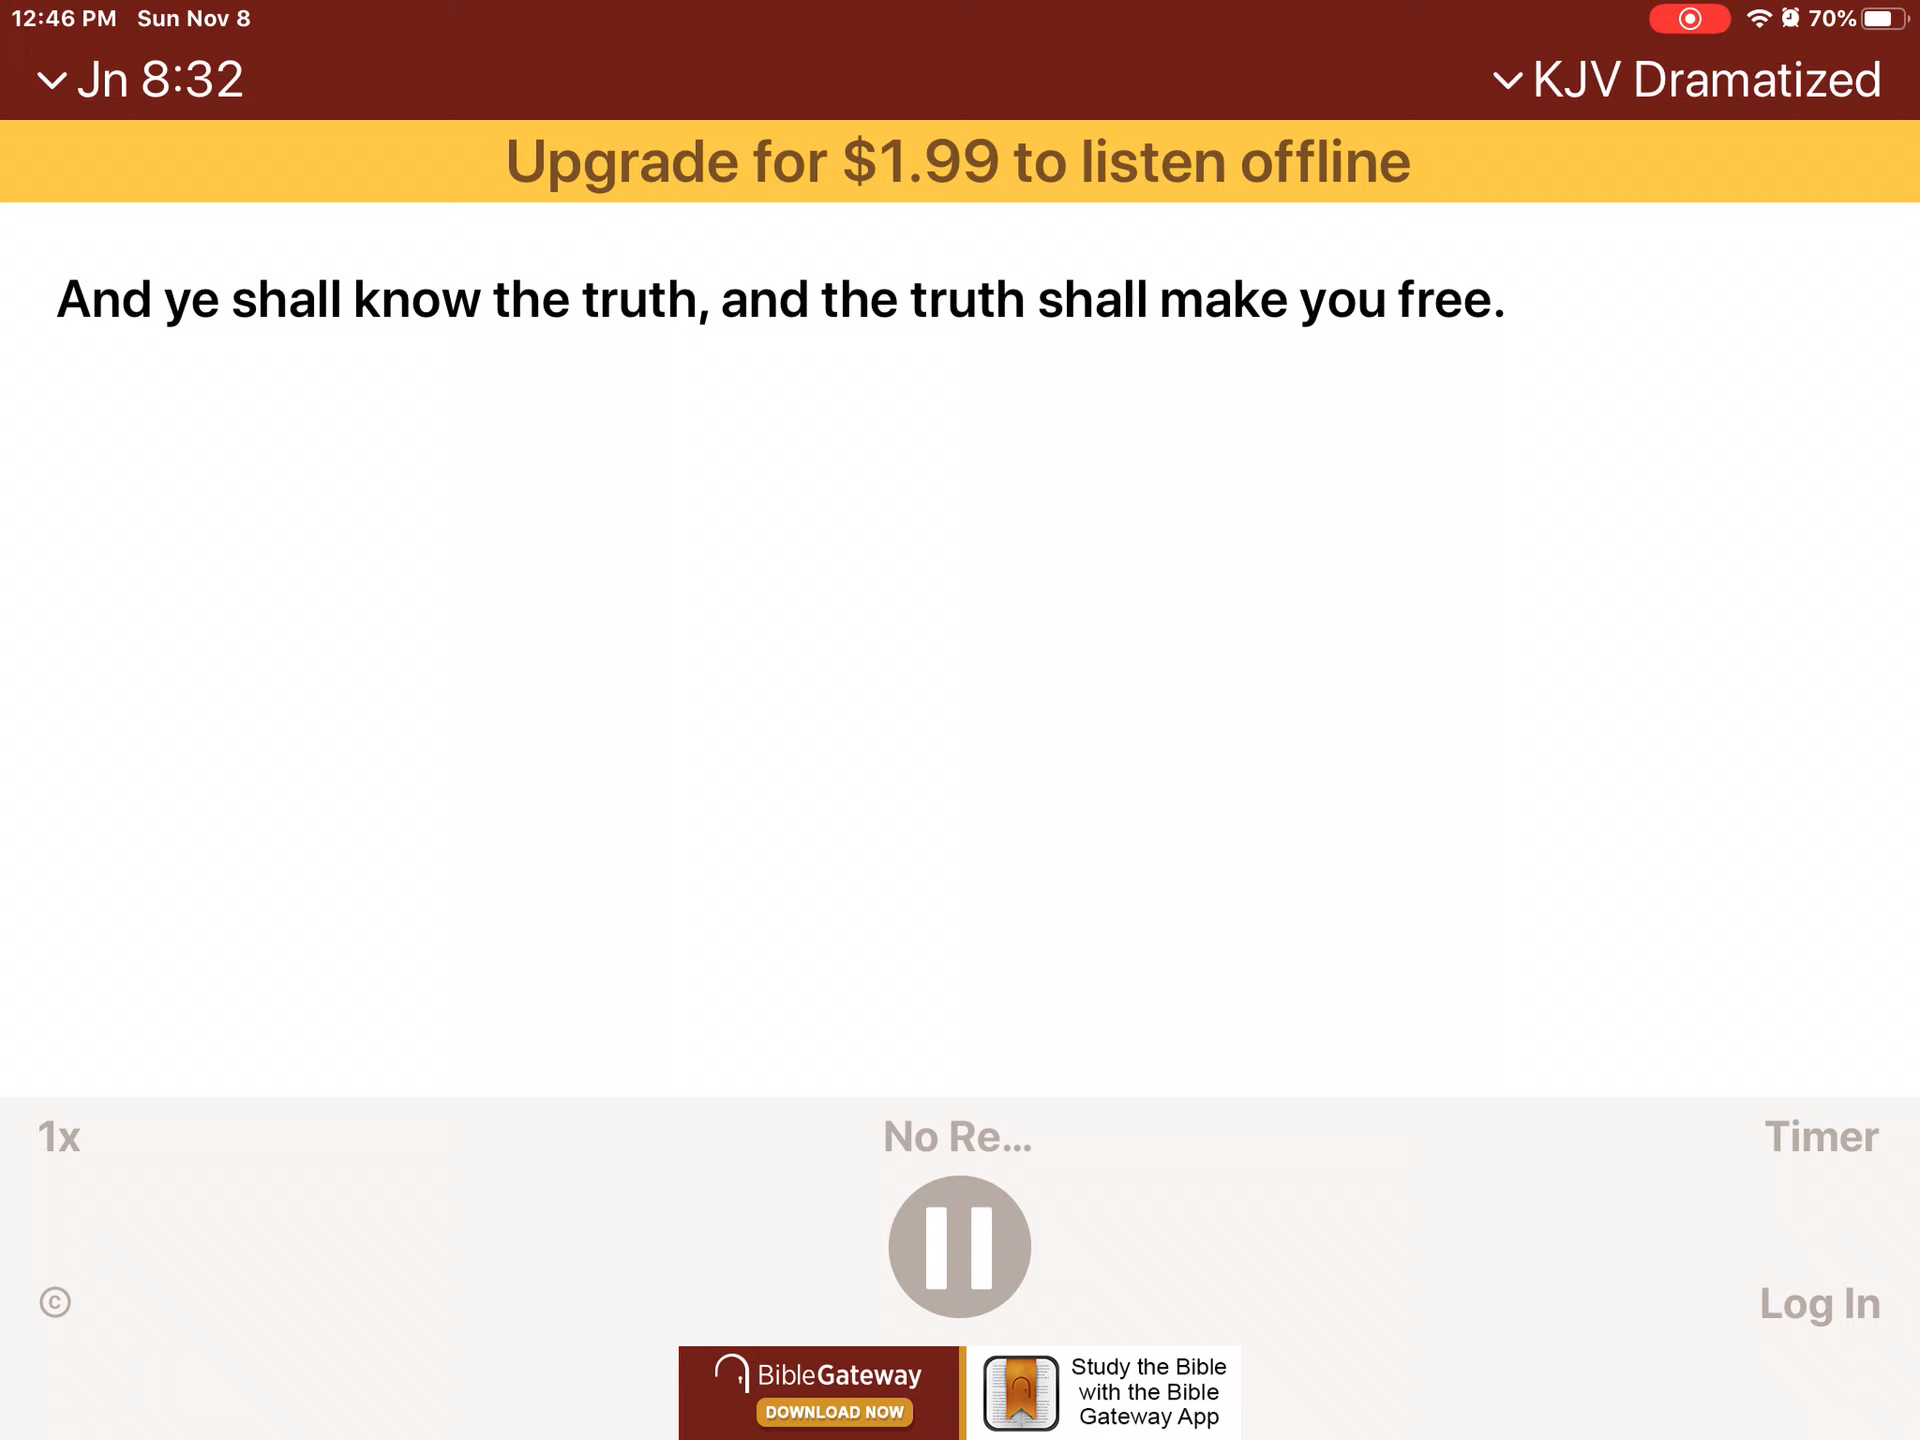 12:46 PM Sun Nov 8 70%
Jn 8:32 KJV Dramatized
Upgrade for $1.99 to listen offline
And ye shall know the truth, and the truth shall make you free.
1x No Re... Timer
© Log In
BibleGateway
DOWNLOAD NOW
Study the Bible
with the Bible
Gateway App